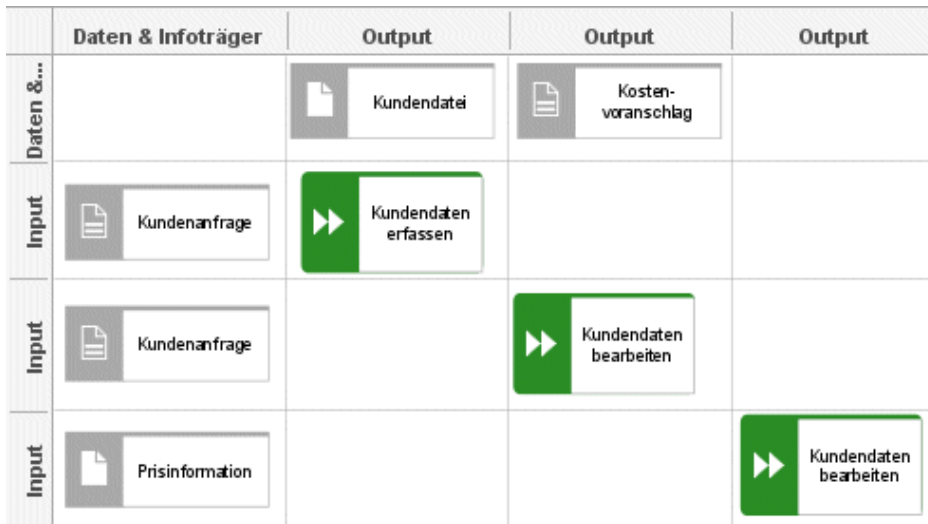 Daten & Infoträger
Output
Output
Output
Daten &...
Kundendatei
Kosten-
voranschlag
Input
Kundenanfrage
Kundendaten
erfassen
Input
Kundenanfrage
Kundendaten
bearbeiten
Input
Prisinformation
Kundendaten
bearbeiten